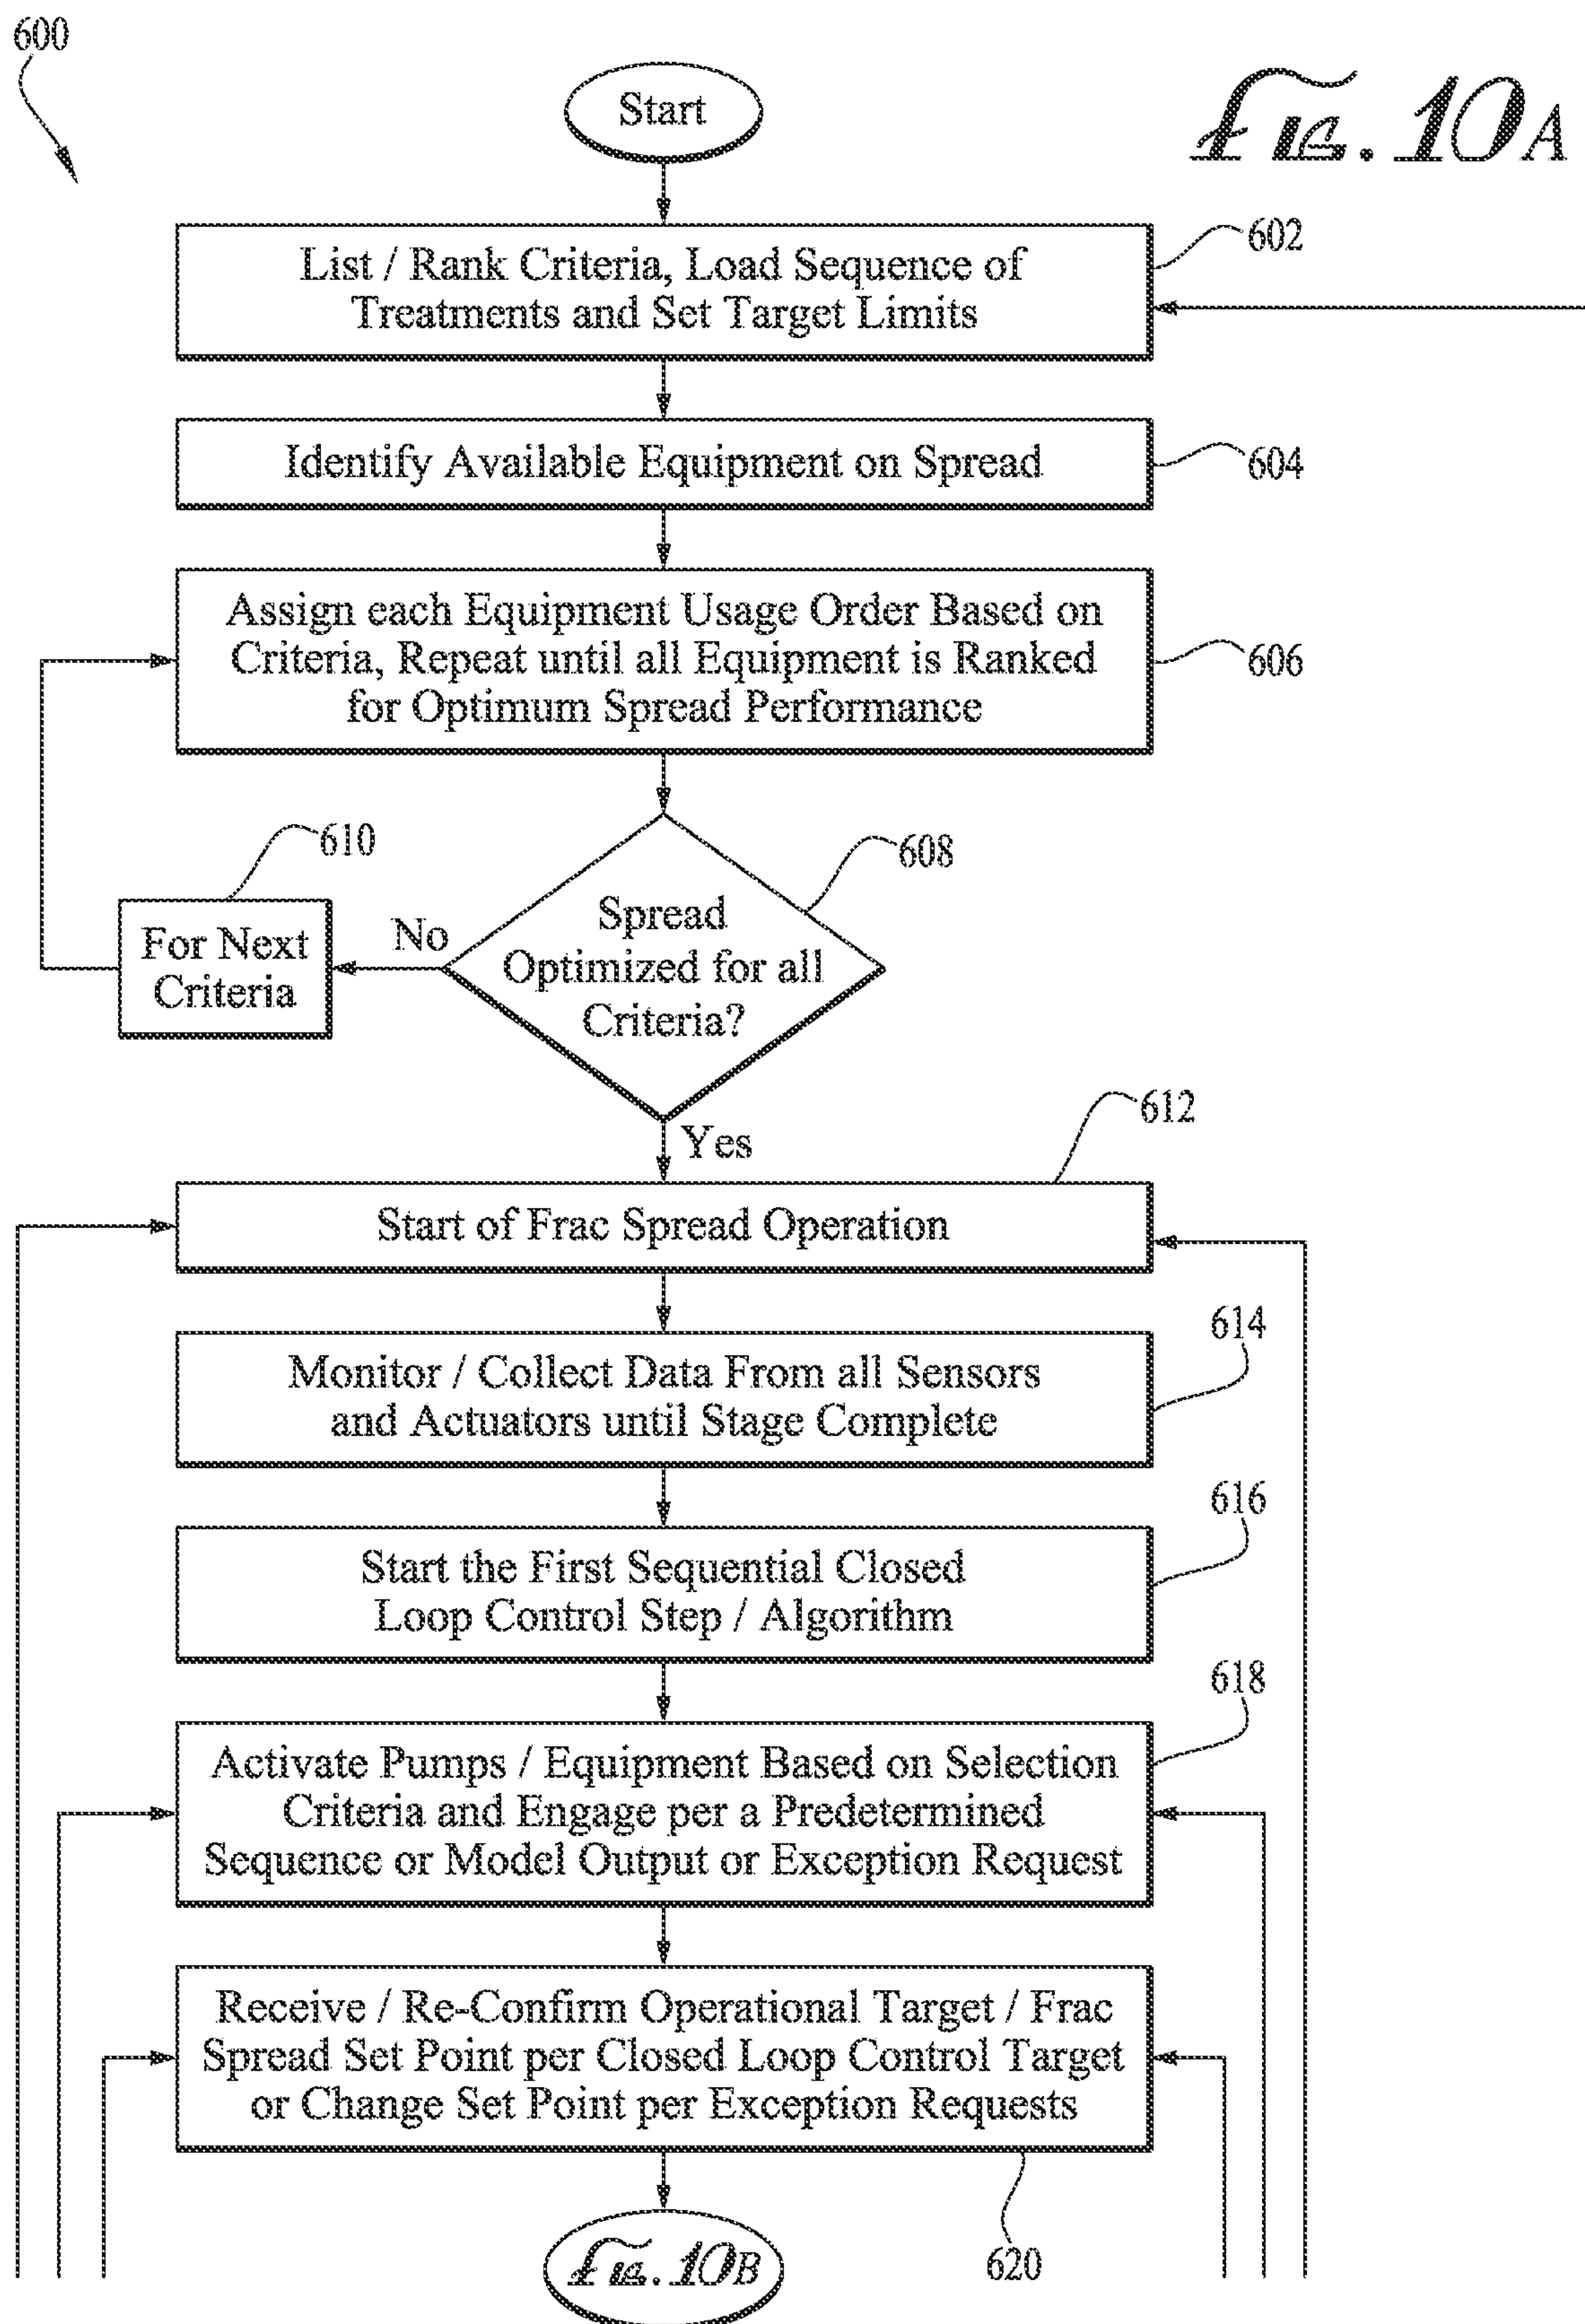 600
Start
Fig. 10A
List / Rank Criteria, Load Sequence of
Treatments and Set Target Limits
602
Identify Available Equipment on Spread
604
Assign each Equipment Usage Order Based on
Criteria, Repeat until all Equipment is Ranked
for Optimum Spread Performance
606
610
608
For Next
Criteria
No
Spread
Optimized for all
Criteria?
Yes
612
Start of Frac Spread Operation
614
Monitor / Collect Data From all Sensors
and Actuators until Stage Complete
616
Start the First Sequential Closed
Loop Control Step / Algorithm
618
Activate Pumps / Equipment Based on Selection
Criteria and Engage per a Predetermined
Sequence or Model Output or Exception Request
Receive / Re-Confirm Operational Target / Frac
Spread Set Point per Closed Loop Control Target
or Change Set Point per Exception Requests
620
Fig. 10B